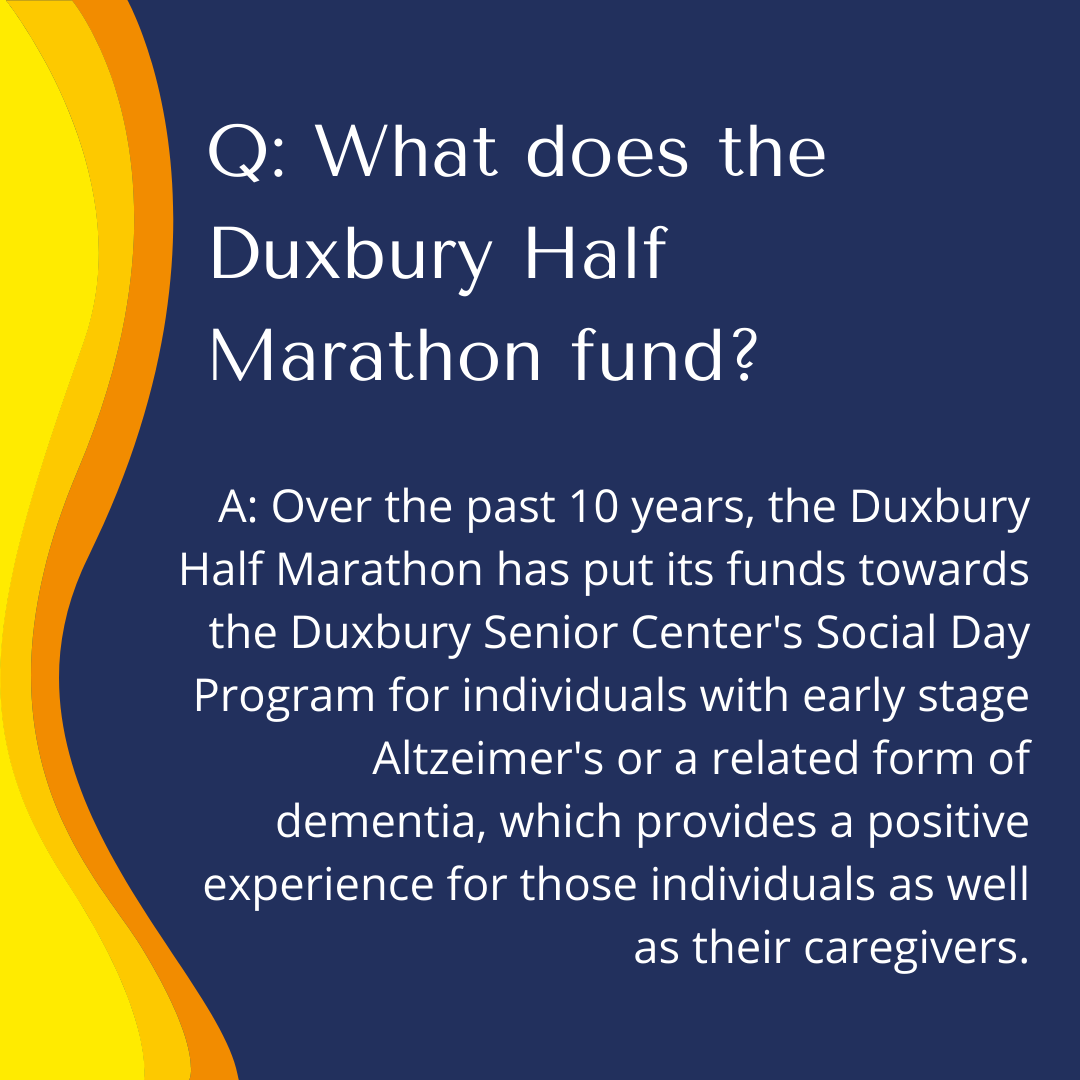 Q: What does the
Duxbury Half
Marathon fund?
A: Over the past 10 years, the Duxbury
Half Marathon has put its funds towards
the Duxbury Senior Center's Social Day
Program for individuals with early stage
Altzeimer's or a related form of
dementia, which provides a positive
experience for those individuals as well
as their caregivers.